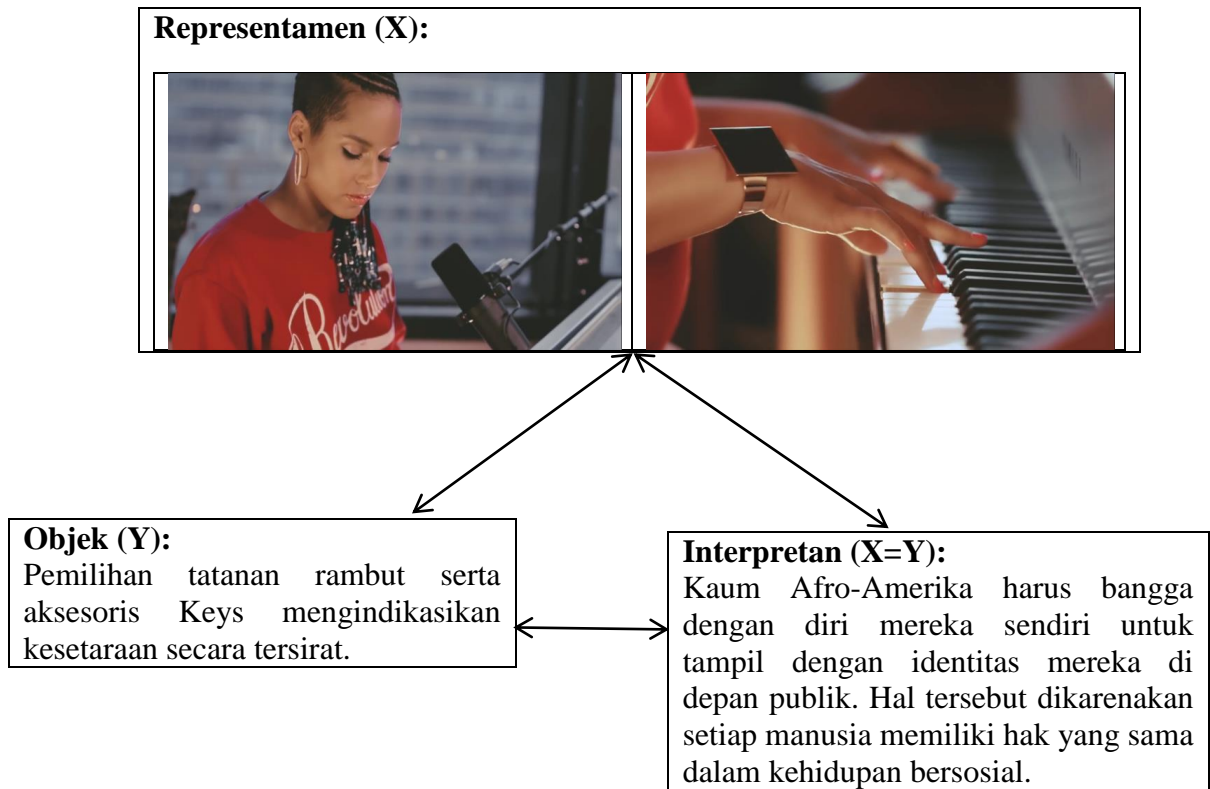 Representamen (X):
Revolution
Objek (Y):
Pemilihan tatanan rambut serta
aksesoris Keys mengindikasikan
kesetaraan secara tersirat.
Interpretan (X=Y):
Kaum Afro-Amerika harus bangga
dengan diri mereka sendiri untuk
tampil dengan identitas mereka di
depan publik. Hal tersebut dikarenakan
setiap manusia memiliki hak yang sama
dalam kehidupan bersosial.